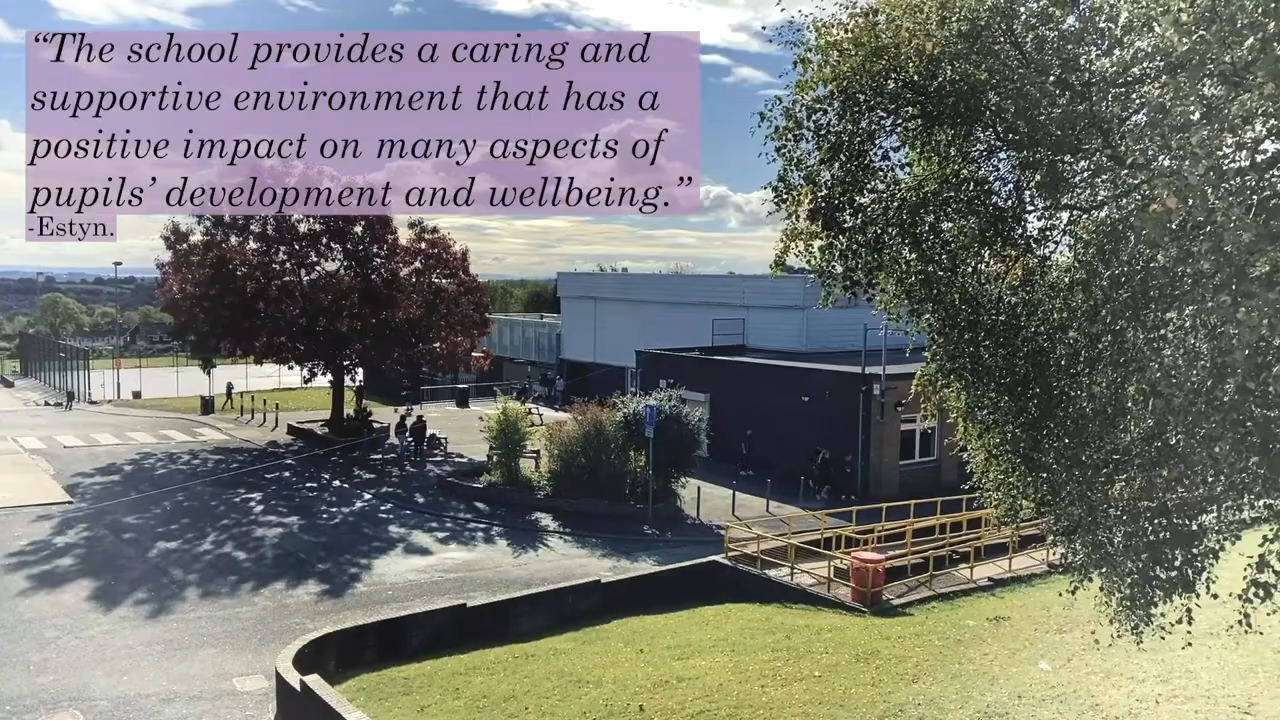 “The school provides a caring and
supportive environment that has a
positive impact on many aspects of
pupils’ development and wellbeing.”
-Estyn.